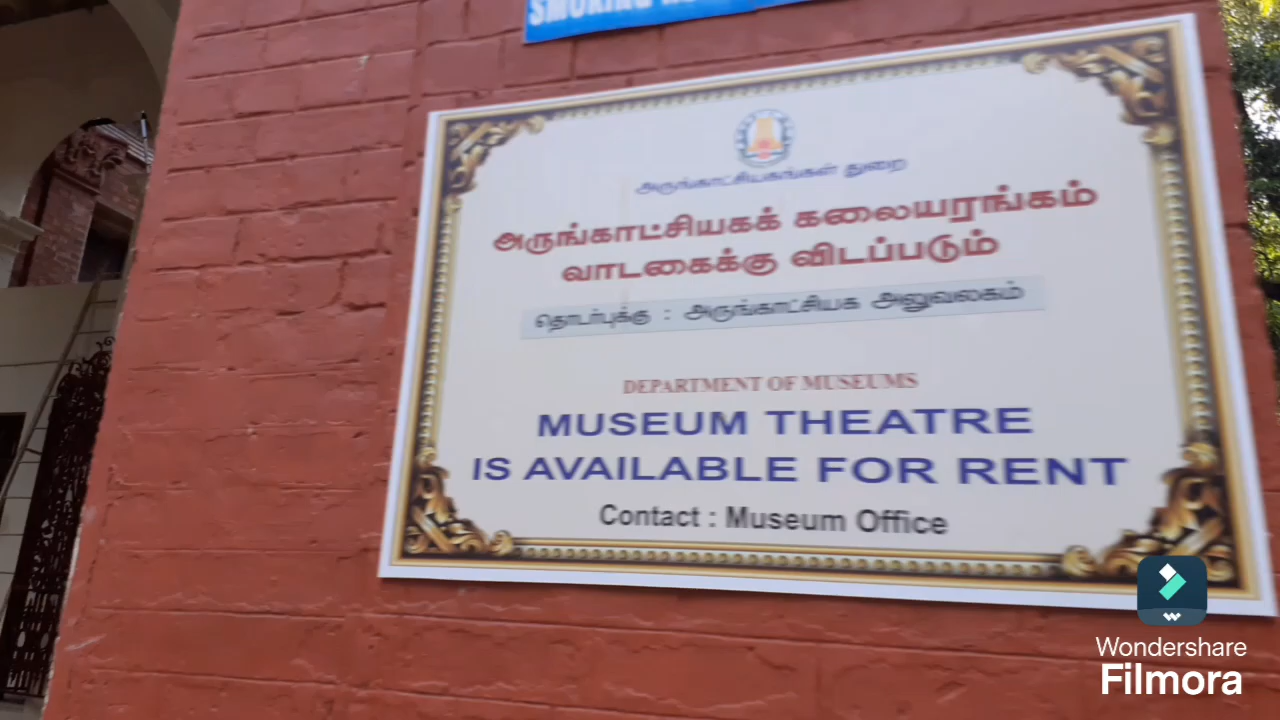 SMOKING
அருங்காட்சியகங்கள் துறை
அருங்காட்சியகக் கலையரங்கம்
வாடகைக்கு விடப்படும்
தொடர்புக்கு : அருங்காட்சியக அலுவலகம்
DEPARTMENT OF MUSEUMS
MUSEUM THEATRE
IS AVAILABLE FOR RENT
Contact : Museum Office
Wondershare
Filmora